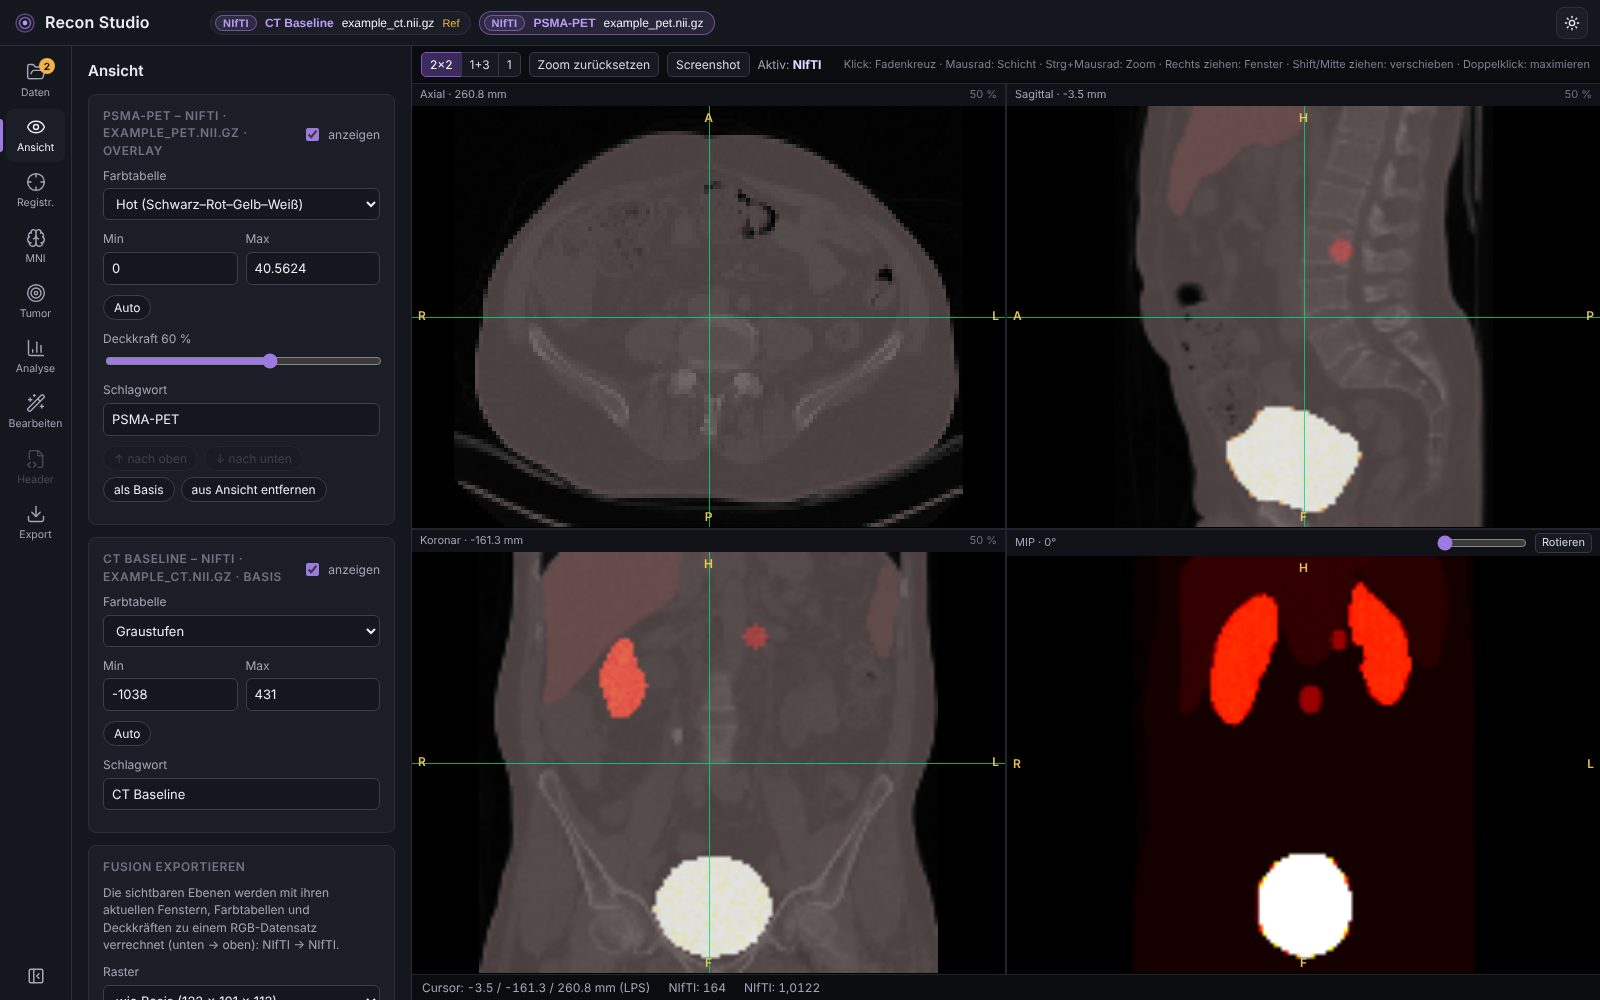 Recon Studio
NIfTI CT Baseline example_ct.nii.gz Ref
NIfTI PSMA-PET example_pet.nii.gz
2
Daten
Ansicht
Registr.
MNI
Tumor
Analyse
Bearbeiten
Header
Export
Ansicht
PSMA-PET – NIFTI ·
EXAMPLE_PET.NII.GZ ·
OVERLAY
anzeigen
Farbtabelle
Hot (Schwarz–Rot–Gelb–Weiß)
Min Max
0 40.5624
Auto
Deckkraft 60 %
Schlagwort
PSMA-PET
↑ nach oben ↓ nach unten
als Basis aus Ansicht entfernen
CT BASELINE – NIFTI ·
EXAMPLE_CT.NII.GZ · BASIS
anzeigen
Farbtabelle
Graustufen
Min Max
-1038 431
Auto
Schlagwort
CT Baseline
FUSION EXPORTIEREN
Die sichtbaren Ebenen werden mit ihren
aktuellen Fenstern, Farbtabellen und
Deckkräften zu einem RGB-Datensatz
verrechnet (unten → oben): NIfTI → NIfTI.
Raster
2×2 1+3 1 Zoom zurücksetzen Screenshot Aktiv: NIfTI Klick: Fadenkreuz · Mausrad: Schicht · Strg+Mausrad: Zoom · Rechts ziehen: Fenster · Shift/Mitte ziehen: verschieben · Doppelklick: maximieren
Axial · 260.8 mm 50 %
A
R L
P
Sagittal · -3.5 mm 50 %
H
A P
F
Koronar · -161.3 mm 50 %
H
R L
F
MIP · 0° Rotieren
H
R L
F
Cursor: -3.5 / -161.3 / 260.8 mm (LPS) NIfTI: 164 NIfTI: 1,0122